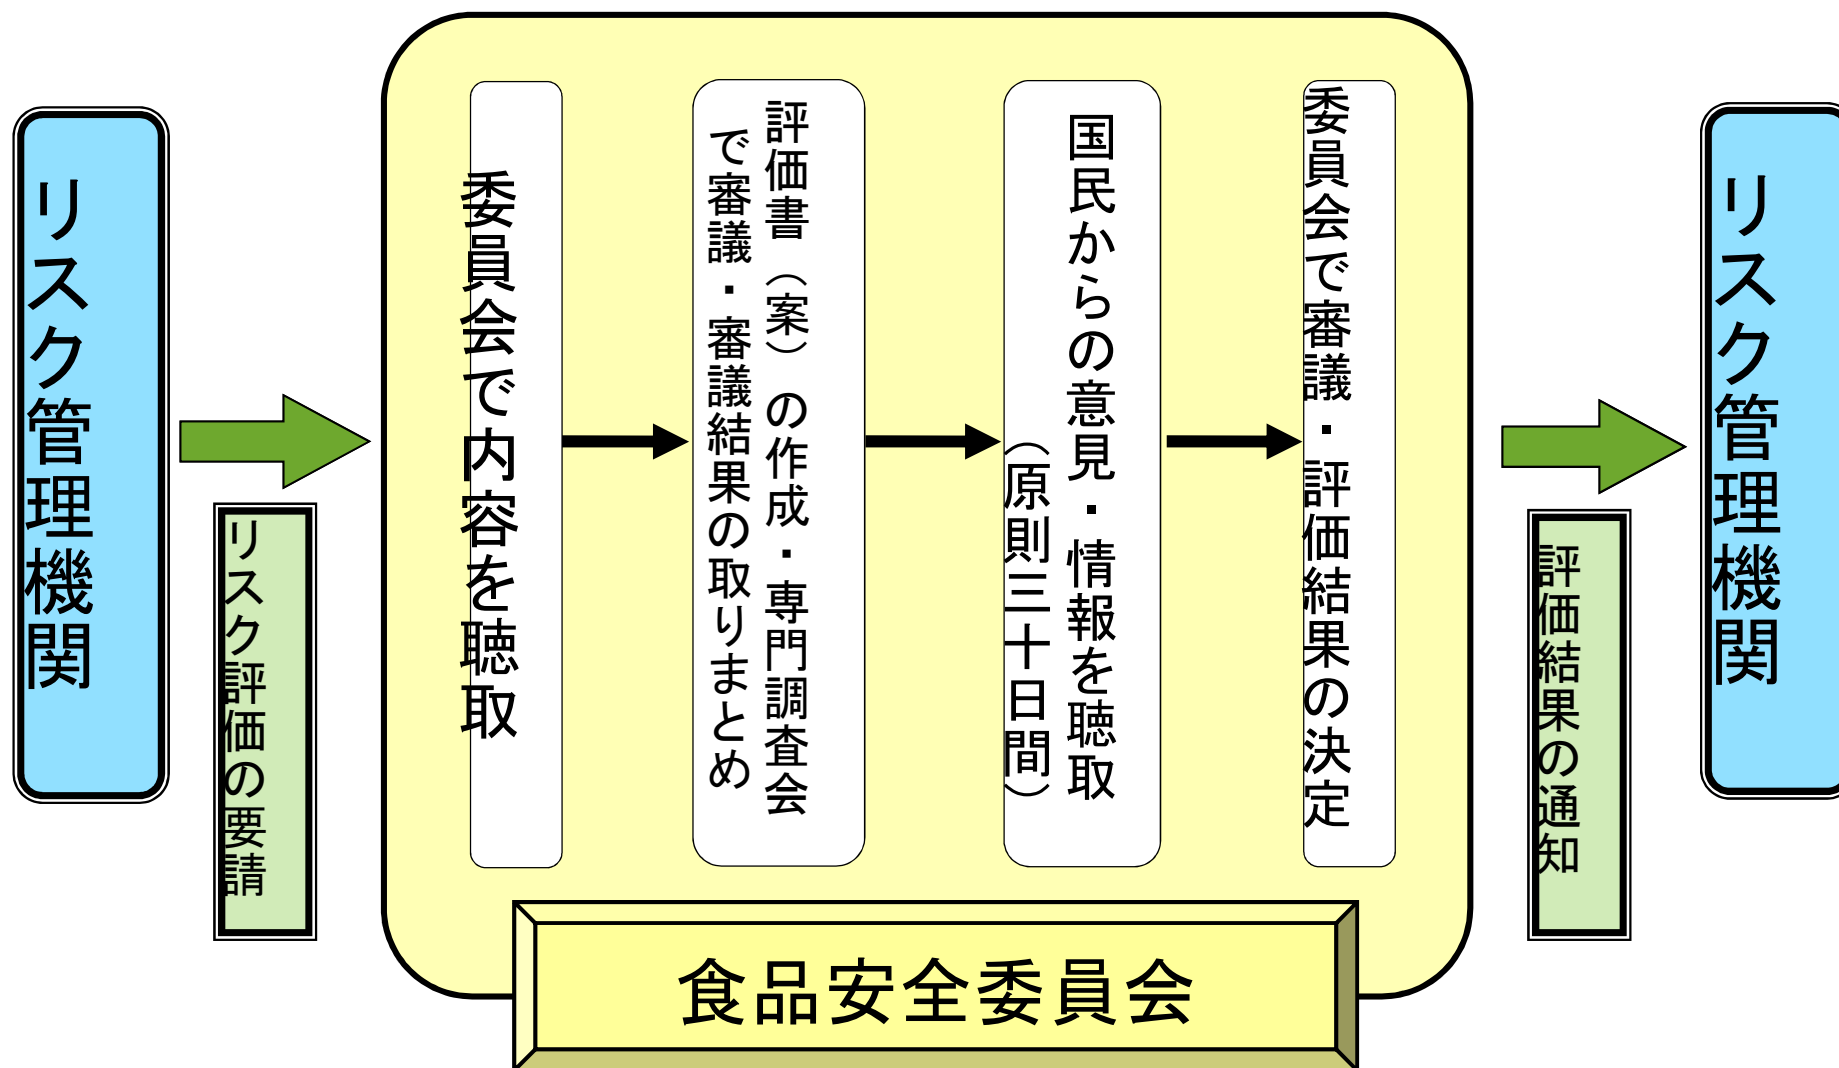 リスク管理機関
リスク評価の要請
委員会で内容を聴取
評価書（案）の作成・専門調査会
で審議・審議結果の取りまとめ
国民からの意見・情報を聴取
（原則三十日間）
委員会で審議・評価結果の決定
食品安全委員会
評価結果の通知
リスク管理機関